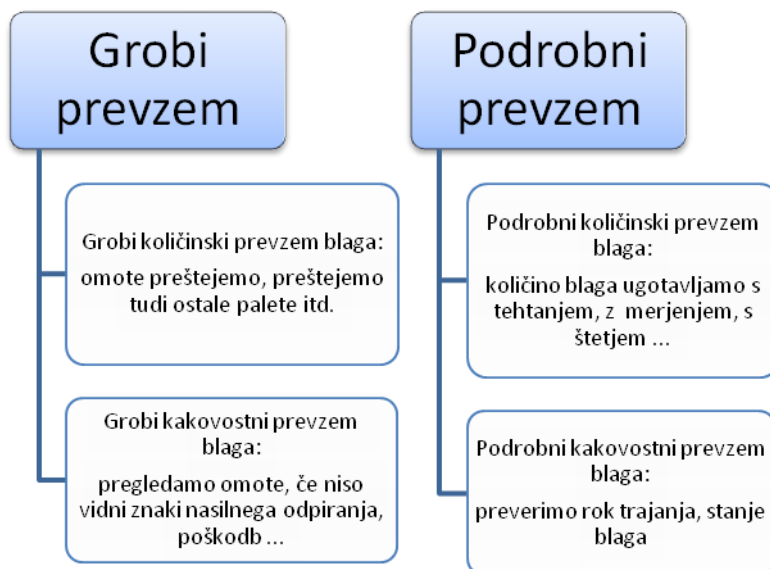 Grobi
prevzem
Grobi količinski prevzem blaga:
omote preštejemo, preštejemo
tudi ostale palete itd.
Grobi kakovostni prevzem
blaga:
pregledamo omote, če niso
vidni znaki nasilnega odpiranja,
poškodb ...
Podrobni
prevzem
Podrobni količinski prevzem
blaga:
količino blaga ugotavljamo s
tehtanjem, z merjenjem, s
štetjem ...
Podrobni kakovostni prevzem
blaga:
preverimo rok trajanja, stanje
blaga